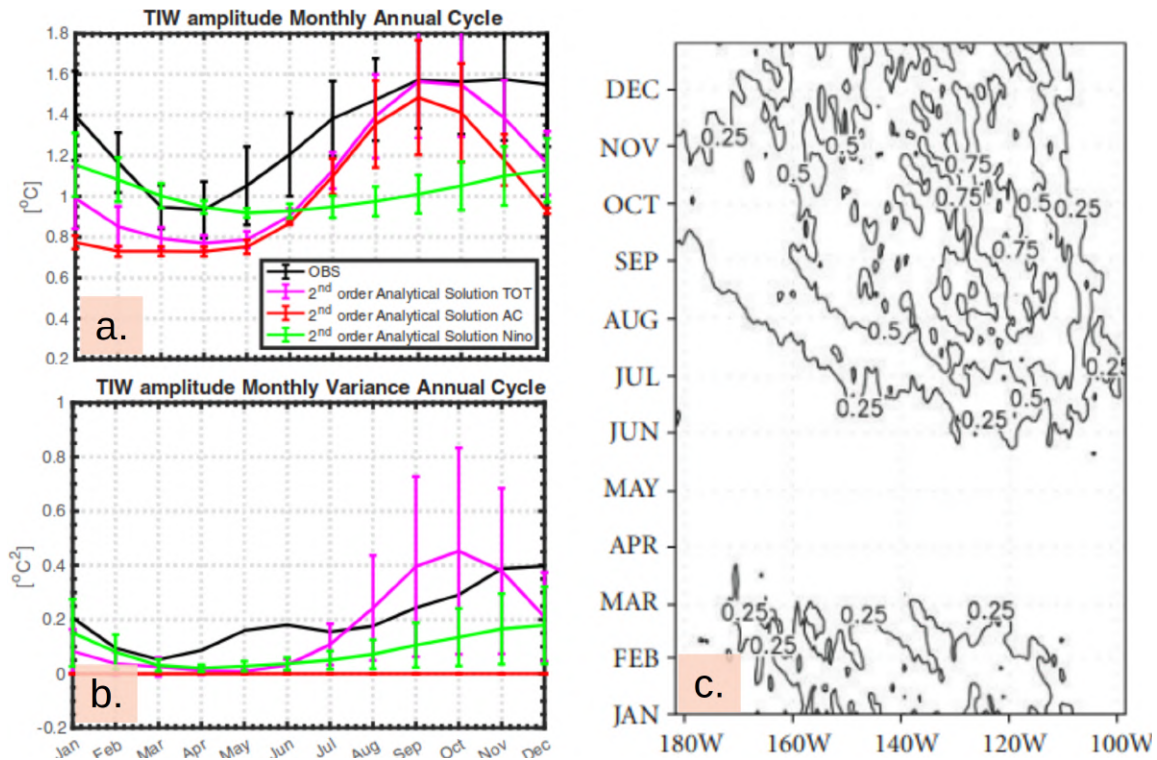 TIW amplitude Monthly Annual Cycle
1.8
1.6
1.4
1.2
1
0.8
0.6
0.4
0.2
[°C]
OBS
2nd order Analytical Solution TOT
2nd order Analytical Solution AC
2nd order Analytical Solution Nino
a.
TIW amplitude Monthly Variance Annual Cycle
1
0.8
0.6
0.4
0.2
0
-0.2
[°C²]
b.
Jan Feb Mar Apr May Jun Jul Aug Sep Oct Nov Dec
DEC
NOV
OCT
SEP
AUG
JUL
JUN
MAY
APR
MAR
FEB
JAN
0.25
0.5
0.5
0.75
0.75
0.5
0.25
0.75
0.5
0.25
0.25
0.5
0.25
0.25
0.25
0.25
0.25
c.
180W 160W 140W 120W 100W